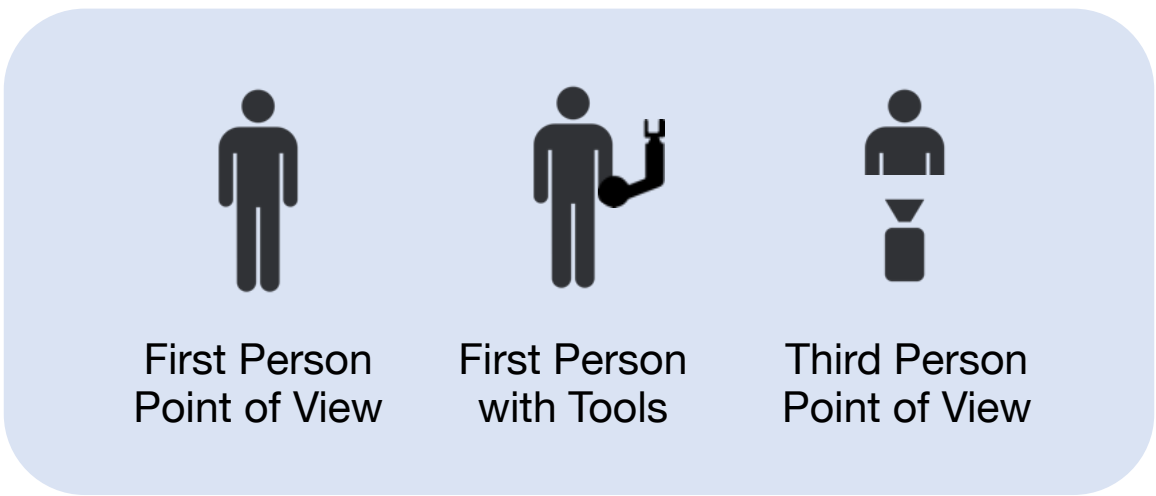 First Person
Point of View
First Person
with Tools
Third Person
Point of View